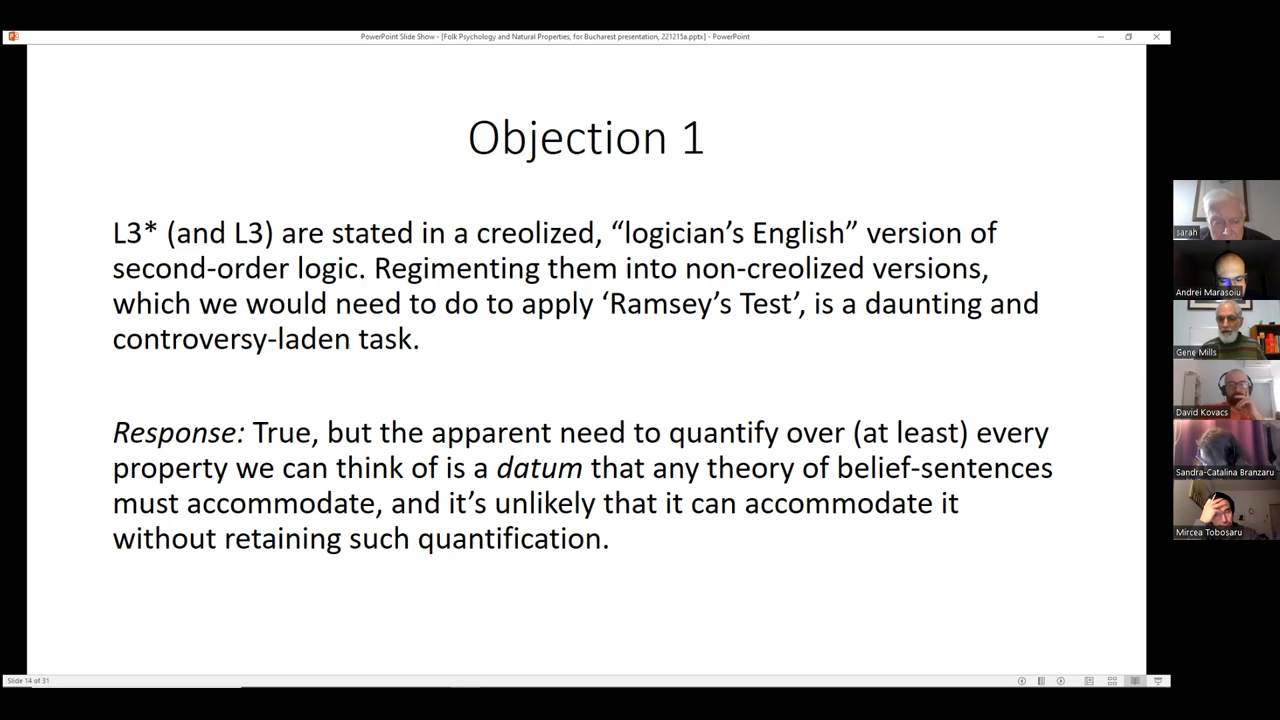 PowerPoint Slide Show - [Folk Psychology and Natural Properties, for Bucharest presentation, 221215a.pptx] - PowerPoint
Objection 1
L3* (and L3) are stated in a creolized, “logician’s English” version of
second-order logic. Regimenting them into non-creolized versions,
which we would need to do to apply ‘Ramsey’s Test’, is a daunting and
controversy-laden task.
Response: True, but the apparent need to quantify over (at least) every
property we can think of is a datum that any theory of belief-sentences
must accommodate, and it’s unlikely that it can accommodate it
without retaining such quantification.
sarah
Andrei Marasoiu
Gene Mills
David Kovacs
Sandra-Catalina Branzaru
Mircea Tobosaru
Slide 14 of 31